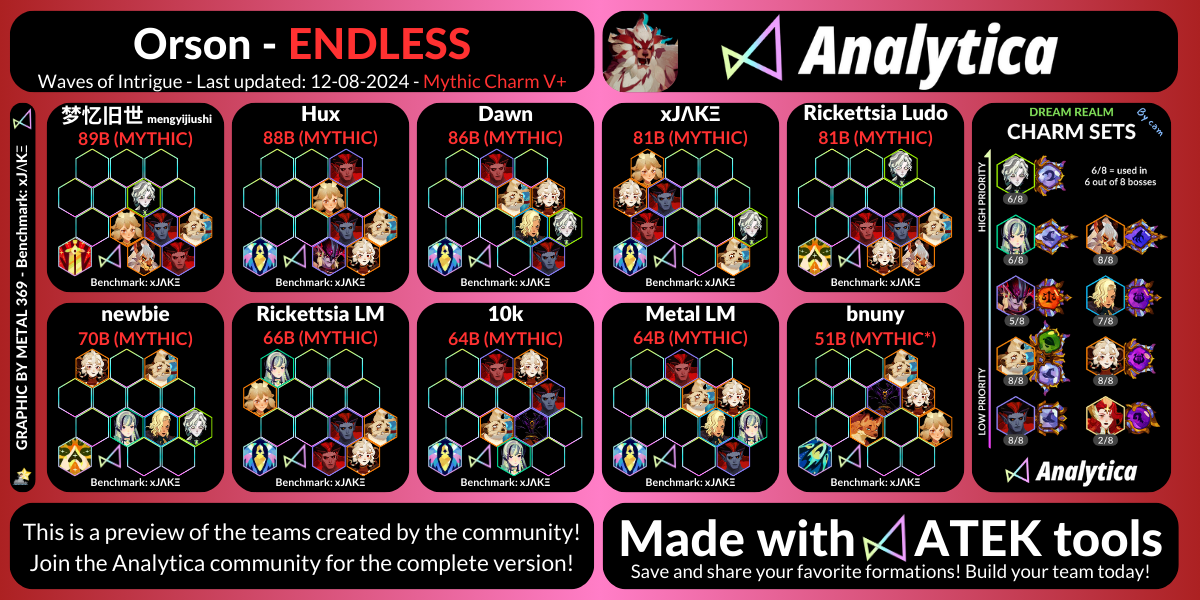 Orson - ENDLESS
Waves of Intrigue - Last updated: 12-08-2024 - Mythic Charm V+
Analytica
GRAPHIC BY METAL 369 - Benchmark: xJΛKΞ
梦忆旧世 mengyijiushi
89B (MYTHIC)
Benchmark: xJΛKΞ
Hux
88B (MYTHIC)
Benchmark: xJΛKΞ
Dawn
86B (MYTHIC)
Benchmark: xJΛKΞ
xJΛKΞ
81B (MYTHIC)
Benchmark: xJΛKΞ
Rickettsia Ludo
81B (MYTHIC)
Benchmark: xJΛKΞ
newbie
70B (MYTHIC)
Benchmark: xJΛKΞ
Rickettsia LM
66B (MYTHIC)
Benchmark: xJΛKΞ
10k
64B (MYTHIC)
Benchmark: xJΛKΞ
Metal LM
64B (MYTHIC)
Benchmark: xJΛKΞ
bnuny
51B (MYTHIC*)
Benchmark: xJΛKΞ
DREAM REALM
CHARM SETS
By cam
HIGH PRIORITY
LOW PRIORITY
6/8
6/8 = used in
6 out of 8 bosses
6/8
8/8
5/8
7/8
8/8
8/8
8/8
2/8
Analytica
This is a preview of the teams created by the community!
Join the Analytica community for the complete version!
Made with ATEK tools
Save and share your favorite formations! Build your team today!